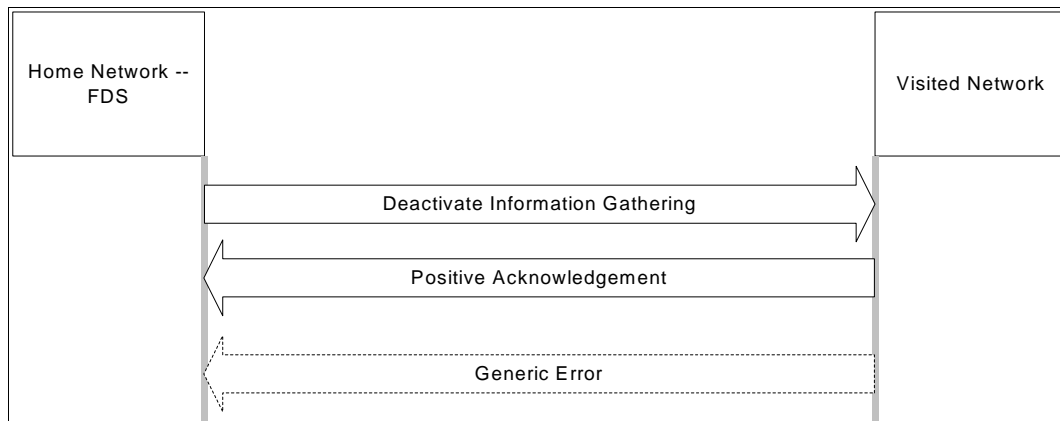 Home Network --
FDS
Visited Network
Deactivate Information Gathering
Positive Acknowledgement
Generic Error